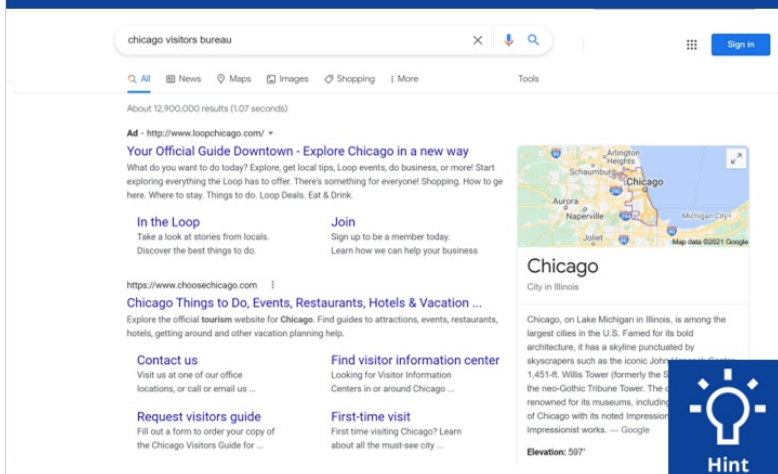 chicago visitors bureau
Sign in
All News Maps Images Shopping More Tools
About 12,900,000 results (1.07 seconds)
Ad - http://www.loopchicago.com/
Your Official Guide Downtown - Explore Chicago in a new way
What do you want to do today? Explore, get local tips, Loop events, do business, or more! Start
exploring everything the Loop has to offer. There's something for everyone! Shopping. How to get
here. Where to stay. Things to do. Loop Deals. Eat & Drink.
In the Loop
Take a look at stories from locals.
Discover the best things to do.
Join
Sign up to be a member today.
Learn how we can help your business
https://www.choosechicago.com
Chicago Things to Do, Events, Restaurants, Hotels & Vacation ...
Explore the official tourism website for Chicago. Find guides to attractions, events, restaurants,
hotels, getting around and other vacation planning help.
Contact us
Visit us at one of our office
locations, or call or email us ...
Find visitor information center
Looking for Visitor Information
Centers in or around Chicago ...
Request visitors guide
Fill out a form to order your copy of
the Chicago Visitors Guide for ...
First-time visit
First time visiting Chicago? Learn
about all the must-see city ...
Arlington
Heights
Schaumburg
Chicago
Aurora
Naperville
Michigan City
Joliet
Map data ©2021 Google
Chicago
City in Illinois
Chicago, on Lake Michigan in Illinois, is among the
largest cities in the U.S. Famed for its bold
architecture, it has a skyline punctuated by
skyscrapers such as the iconic John Hancock Center,
1,451-ft. Willis Tower (formerly the S
the neo-Gothic Tribune Tower. The c
renowned for its museums, including
of Chicago with its noted Impression
Impressionist works. — Google
Elevation: 597'
Hint